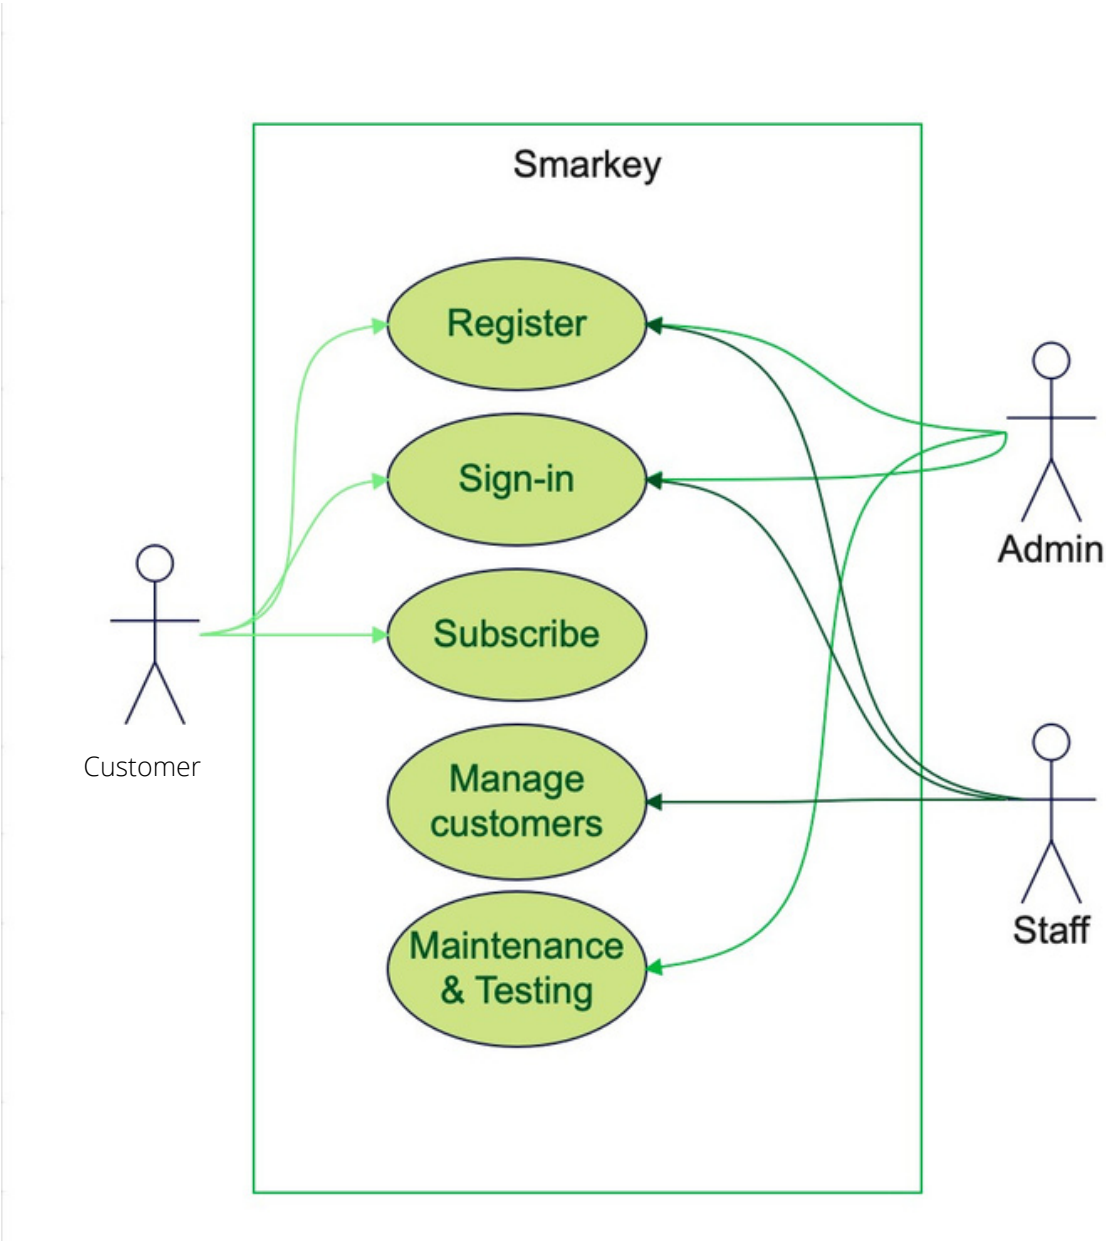 Smarkey
Register
Sign-in
Subscribe
Manage
customers
Maintenance
& Testing
Customer
Admin
Staff